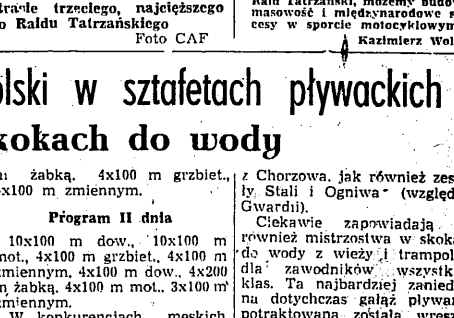 trasie trzeciego, najcięższego
o Raidu Tatrzańskiego
Foto CAF
Raidu Tatrzański, możemy
masowość i międzynarodowe s
cesy w sporcie motocyklowym
Kazimierz Wol
olski w sztafetach pływackich
kokach do wody
m żabką, 4x100 m grzbiet.,
4x100 m zmiennym.
Program II dnia
10x100 m dow., 10x100 m
mot., 4x100 m grzbiet., 4x100 m
zmiennym, 4x100 m dow., 4x200
m żabką, 4x100 m mot., 3x100 m
zmiennym.
W konkurencjach męskich
z Chorzowa, jak również zes
ły Stali i Ogniwa (względ
Gwardii).
Ciekawie zapowiadają
również mistrzostwa w skoka
do wody z wieży i trampol
dla zawodników wszystk
klas. Ta najbardziej zanied
na dotychczas gałąź pływa
potraktowana została wresz